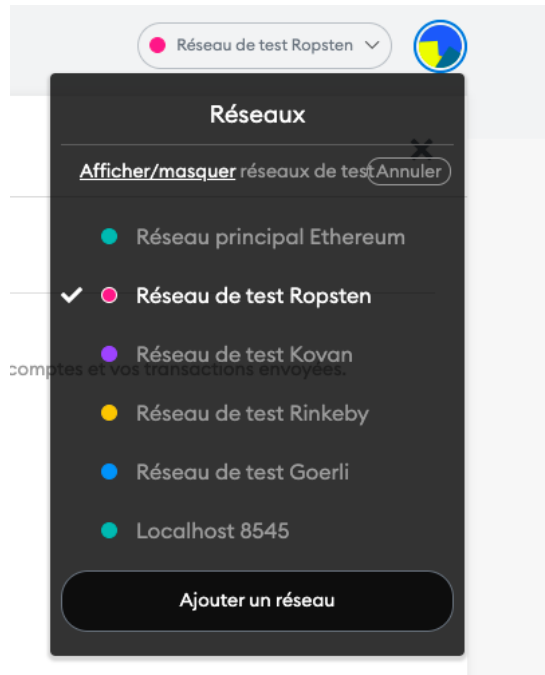 Réseau de test Ropsten
Réseaux
Afficher/masquer réseaux de test Annuler
Réseau principal Ethereum
Réseau de test Ropsten
Réseau de test Kovan
comptes et vos transactions envoyées.
Réseau de test Rinkeby
Réseau de test Goerli
Localhost 8545
Ajouter un réseau